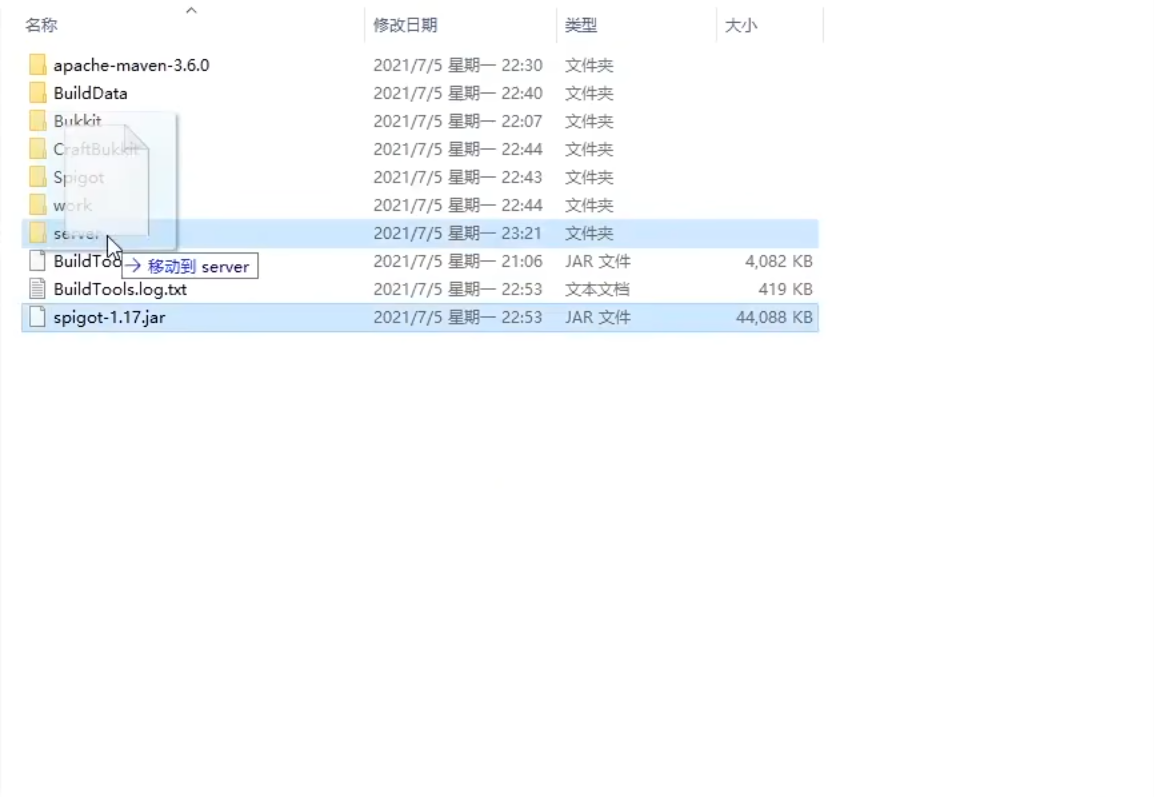 名称 修改日期 类型 大小
apache-maven-3.6.0 2021/7/5 星期一 22:30 文件夹
BuildData 2021/7/5 星期一 22:40 文件夹
Bukkit 2021/7/5 星期一 22:07 文件夹
CraftBukkit 2021/7/5 星期一 22:44 文件夹
Spigot 2021/7/5 星期一 22:43 文件夹
work 2021/7/5 星期一 22:44 文件夹
server 2021/7/5 星期一 23:21 文件夹
BuildToo 2021/7/5 星期一 21:06 JAR 文件 4,082 KB
移动到 server
BuildTools.log.txt 2021/7/5 星期一 22:53 文本文档 419 KB
spigot-1.17.jar 2021/7/5 星期一 22:53 JAR 文件 44,088 KB